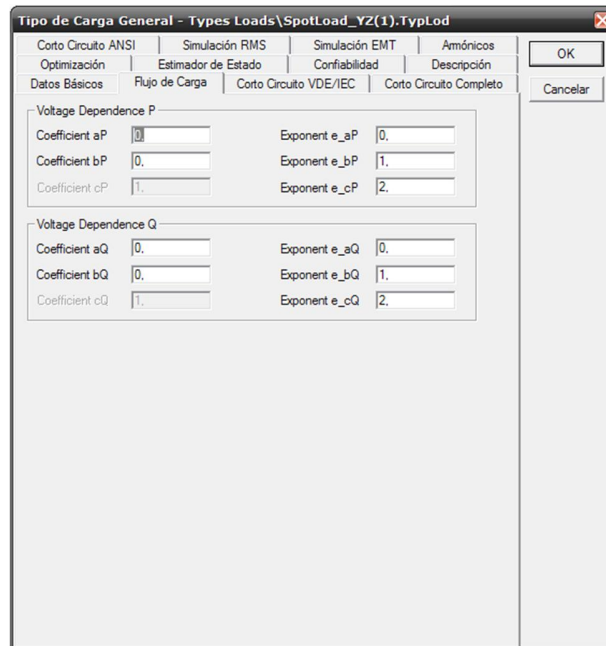 Tipo de Carga General - Types Loads\SpotLoad_YZ(1).TypLod
Corto Circuito ANSI Simulación RMS Simulación EMT Armónicos
Optimización Estimador de Estado Confiabilidad Descripción
Datos Básicos Flujo de Carga Corto Circuito VDE/IEC Corto Circuito Completo
OK
Cancelar
Voltage Dependence P
Coefficient aP 0, Exponent e_aP 0,
Coefficient bP 0, Exponent e_bP 1,
Coefficient cP 1, Exponent e_cP 2,
Voltage Dependence Q
Coefficient aQ 0, Exponent e_aQ 0,
Coefficient bQ 0, Exponent e_bQ 1,
Coefficient cQ 1, Exponent e_cQ 2,